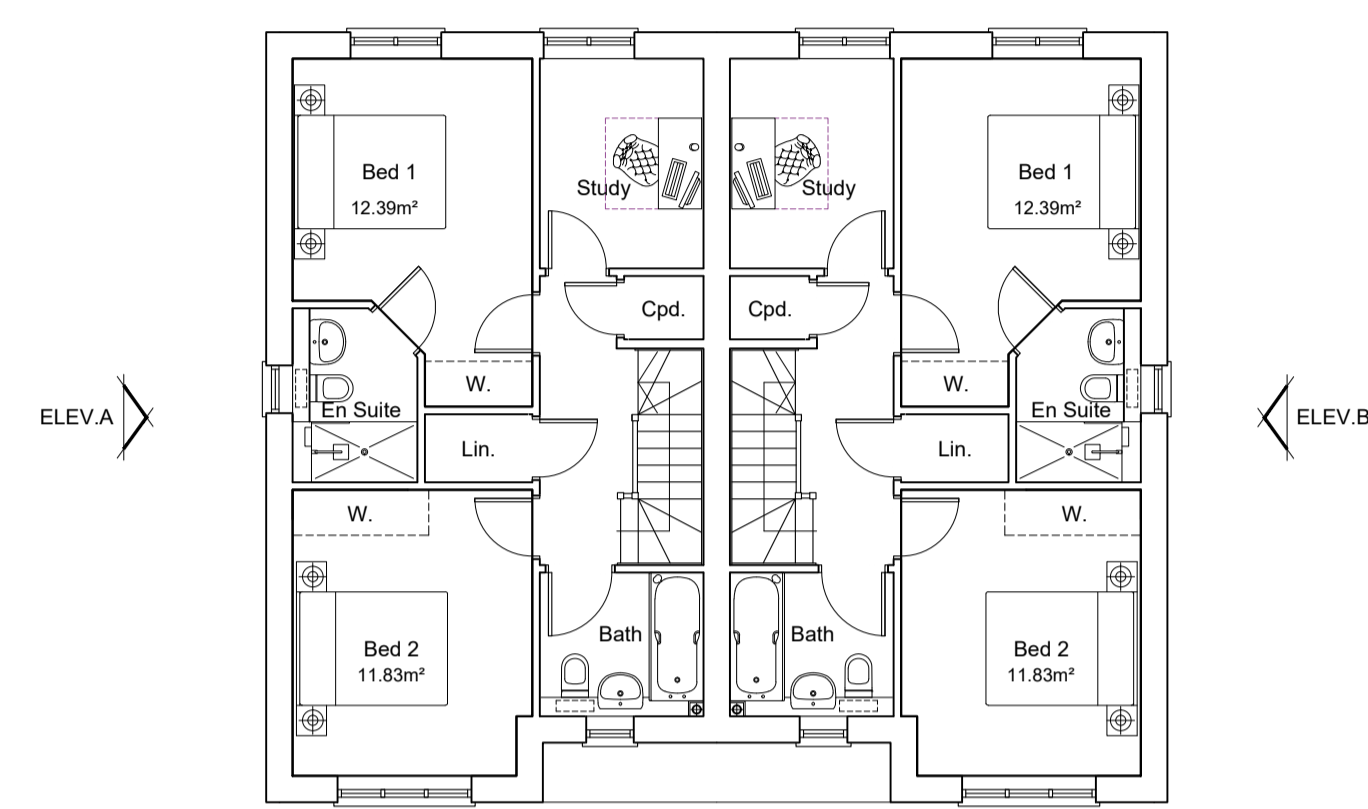 Bed 1
12.39m²
Study
Study
Bed 1
12.39m²
Cpd.
Cpd.
W.
W.
En Suite
En Suite
ELEV.A
ELEV.B
Lin.
Lin.
W.
W.
Bed 2
11.83m²
Bath
Bath
Bed 2
11.83m²